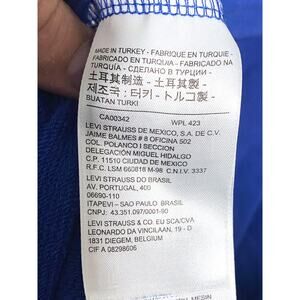 MADE IN TURKEY - FABRIQUE EN TURQUIE -
FABRICADO EN TURQUIA - FABRICADO NA
TURQUIA - СДЕЛАНО В ТУРЦИИ -
土耳其制造 - 土耳其製 -
제조국 : 터키 - トルコ製 -
BUATAN TURKI
CA00342 WPL 423
LEVI STRAUSS DE MEXICO, S.A. DE C.V.
JAIME BALMES # 8 OFICINA 502
COL. POLANCO I SECCION
DELEGACIÓN MIGUEL HIDALGO
C.P. 11510 CIUDAD DE MEXICO
R.F.C. LSM 660818 M-98 C.N.I.V. 3337
LEVI STRAUSS DO BRASIL
AV. PORTUGAL, 400
06690-110
ITAPEVI – SAO PAULO BRASIL
CNPJ: 43.351.097/0001-90
LEVI STRAUSS & CO. EU SCA/CVA
LEONARDO DA VINCILAAN, 19 - D
1831 DIEGEM, BELGIUM
CIF A 08298606